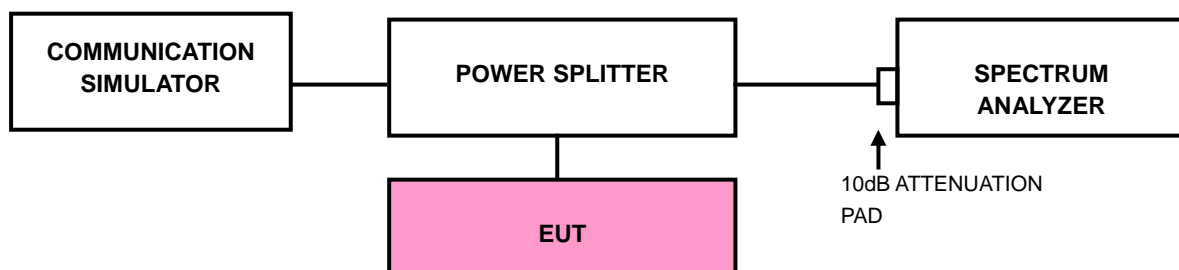 COMMUNICATION
SIMULATOR
POWER SPLITTER
SPECTRUM
ANALYZER
10dB ATTENUATION
PAD
EUT